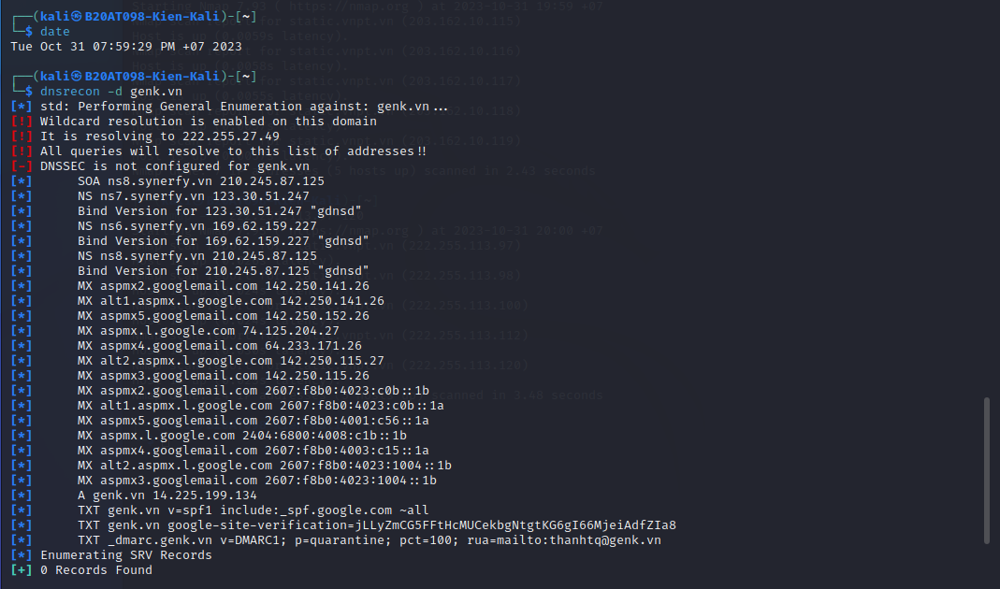 ┌──(kali㉿B20AT098-Kien-Kali)-[~]
└─$ date
Tue Oct 31 07:59:29 PM +07 2023
┌──(kali㉿B20AT098-Kien-Kali)-[~]
└─$ dnsrecon -d genk.vn
[*] std: Performing General Enumeration against: genk.vn...
[!] Wildcard resolution is enabled on this domain
[!] It is resolving to 222.255.27.49
[!] All queries will resolve to this list of addresses!!
[-] DNSSEC is not configured for genk.vn
[*] SOA ns8.synerfy.vn 210.245.87.125
[*] NS ns7.synerfy.vn 123.30.51.247
[*] Bind Version for 123.30.51.247 "gdnsd"
[*] NS ns6.synerfy.vn 169.62.159.227
[*] Bind Version for 169.62.159.227 "gdnsd"
[*] NS ns8.synerfy.vn 210.245.87.125
[*] Bind Version for 210.245.87.125 "gdnsd"
[*] MX aspmx2.googlemail.com 142.250.141.26
[*] MX alt1.aspmx.l.google.com 142.250.141.26
[*] MX aspmx5.googlemail.com 142.250.152.26
[*] MX aspmx.l.google.com 74.125.204.27
[*] MX aspmx4.googlemail.com 64.233.171.26
[*] MX alt2.aspmx.l.google.com 142.250.115.27
[*] MX aspmx3.googlemail.com 142.250.115.26
[*] MX aspmx2.googlemail.com 2607:f8b0:4023:c0b::1b
[*] MX alt1.aspmx.l.google.com 2607:f8b0:4023:c0b::1a
[*] MX aspmx5.googlemail.com 2607:f8b0:4001:c56::1a
[*] MX aspmx.l.google.com 2404:6800:4008:c1b::1b
[*] MX aspmx4.googlemail.com 2607:f8b0:4003:c15::1a
[*] MX alt2.aspmx.l.google.com 2607:f8b0:4023:1004::1b
[*] MX aspmx3.googlemail.com 2607:f8b0:4023:1004::1b
[*] A genk.vn 14.225.199.134
[*] TXT genk.vn v=spf1 include:_spf.google.com ~all
[*] TXT genk.vn google-site-verification=jLLyZmCG5FFtHcMUCekbgNtgtKG6gI66MjeiAdfZIa8
[*] TXT _dmarc.genk.vn v=DMARC1; p=quarantine; pct=100; rua=mailto:thanhtq@genk.vn
[*] Enumerating SRV Records
[+] 0 Records Found